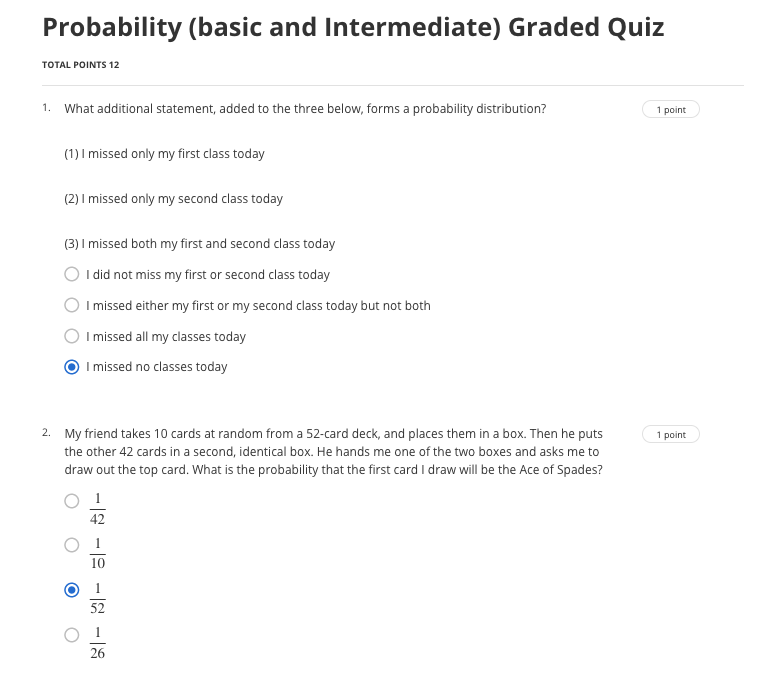 Probability (basic and Intermediate) Graded Quiz
TOTAL POINTS 12
1. What additional statement, added to the three below, forms a probability distribution? 1 point
(1) I missed only my first class today
(2) I missed only my second class today
(3) I missed both my first and second class today
I did not miss my first or second class today
I missed either my first or my second class today but not both
I missed all my classes today
I missed no classes today
2. My friend takes 10 cards at random from a 52-card deck, and places them in a box. Then he puts 1 point
the other 42 cards in a second, identical box. He hands me one of the two boxes and asks me to
draw out the top card. What is the probability that the first card I draw will be the Ace of Spades?
1
42
1
10
1
52
1
26